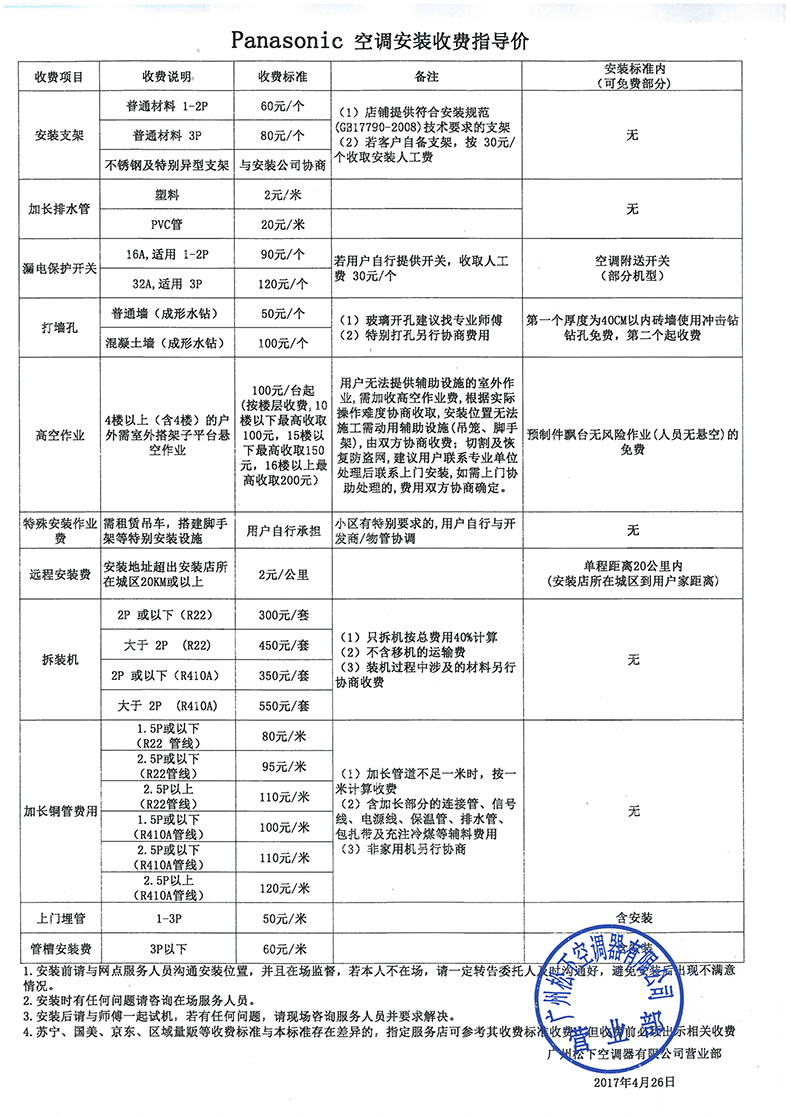 Panasonic 空调安装收费指导价
收费项目 收费说明 收费标准 备注 安装标准内
(可免费部分)
安装支架
普通材料 1-2P 60元/个
普通材料 3P 80元/个
不锈钢及特别异型支架 与安装公司协商
(1) 店铺提供符合安装规范
(GB17790-2008)技术要求的支架
(2) 若客户自备支架，按 30元/
个收取安装人工费
无
加长排水管
塑料 2元/米
PVC管 20元/米
无
漏电保护开关
16A,适用 1-2P 90元/个
32A,适用 3P 120元/个
若用户自行提供开关，收取人工
费 30元/个
空调附送开关
(部分机型)
打墙孔
普通墙（成形水钻） 50元/个
混凝土墙（成形水钻） 100元/个
(1) 玻璃开孔建议找专业师傅
(2) 特别打孔另行协商费用
第一个厚度为40CM以内砖墙使用冲击钻
钻孔免费，第二个起收费
高空作业
4楼以上（含4楼）的户
外需室外搭架子平台悬
空作业
100元/台起
(按楼层收费,10
楼以下最高收取
100元，15楼以
下最高收取150
元，16楼以上最
高收取200元)
用户无法提供辅助设施的室外作
业,需加收高空作业费,根据实际
操作难度协商收取,安装位置无法
施工需动用辅助设施(吊笼、脚手
架),由双方协商收费；切割及恢
复防盗网,建议用户联系专业单位
处理后联系上门安装,如需上门协
助处理的,费用双方协商确定。
预制件飘台无风险作业(人员无悬空)的
免费
特殊安装作业
费
需租赁吊车，搭建脚手
架等特别安装设施
用户自行承担
小区有特别要求的,用户自行与开
发商/物管协调
无
远程安装费
安装地址超出安装店所
在城区20KM或以上
2元/公里
单程距离20公里内
(安装店所在城区到用户家距离)
拆装机
2P 或以下（R22） 300元/套
大于 2P （R22) 450元/套
2P 或以下（R410A） 350元/套
大于 2P （R410A) 550元/套
(1) 只拆机按总费用40%计算
(2) 不含移机的运输费
(3) 装机过程中涉及的材料另行
协商收费
无
加长铜管费用
1.5P或以下
(R22 管线) 80元/米
2.5P或以下
(R22管线) 95元/米
2.5P以上
(R22管线) 110元/米
1.5P或以下
(R410A管线) 100元/米
2.5P或以下
(R410A管线) 110元/米
2.5P以上
(R410A管线) 120元/米
(1) 加长管道不足一米时，按一
米计算收费
(2) 含加长部分的连接管、信号
线、电源线、保温管、排水管、
包扎带及充注冷煤等辅料费用
(3) 非家用机另行协商
无
上门埋管 1-3P 50元/米 含安装
管槽安装费 3P以下 60元/米 含安装
1. 安装前请与网点服务人员沟通安装位置，并且在场监督，若本人不在场，请一定转告委托人及时沟通好，避免安装后出现不满意
情况。
2. 安装时有任何问题请咨询在场服务人员。
3. 安装后请与师傅一起试机，若有任何问题，请现场咨询服务人员并要求解决。
4. 苏宁、国美、京东、区域量贩等收费标准与本标准存在差异的，指定服务店可参考其收费标准收费，但收费前必须出示相关收费
广州松下空调器有限公司营业部
2017年4月26日
广州松下空调器有限公司
营业部